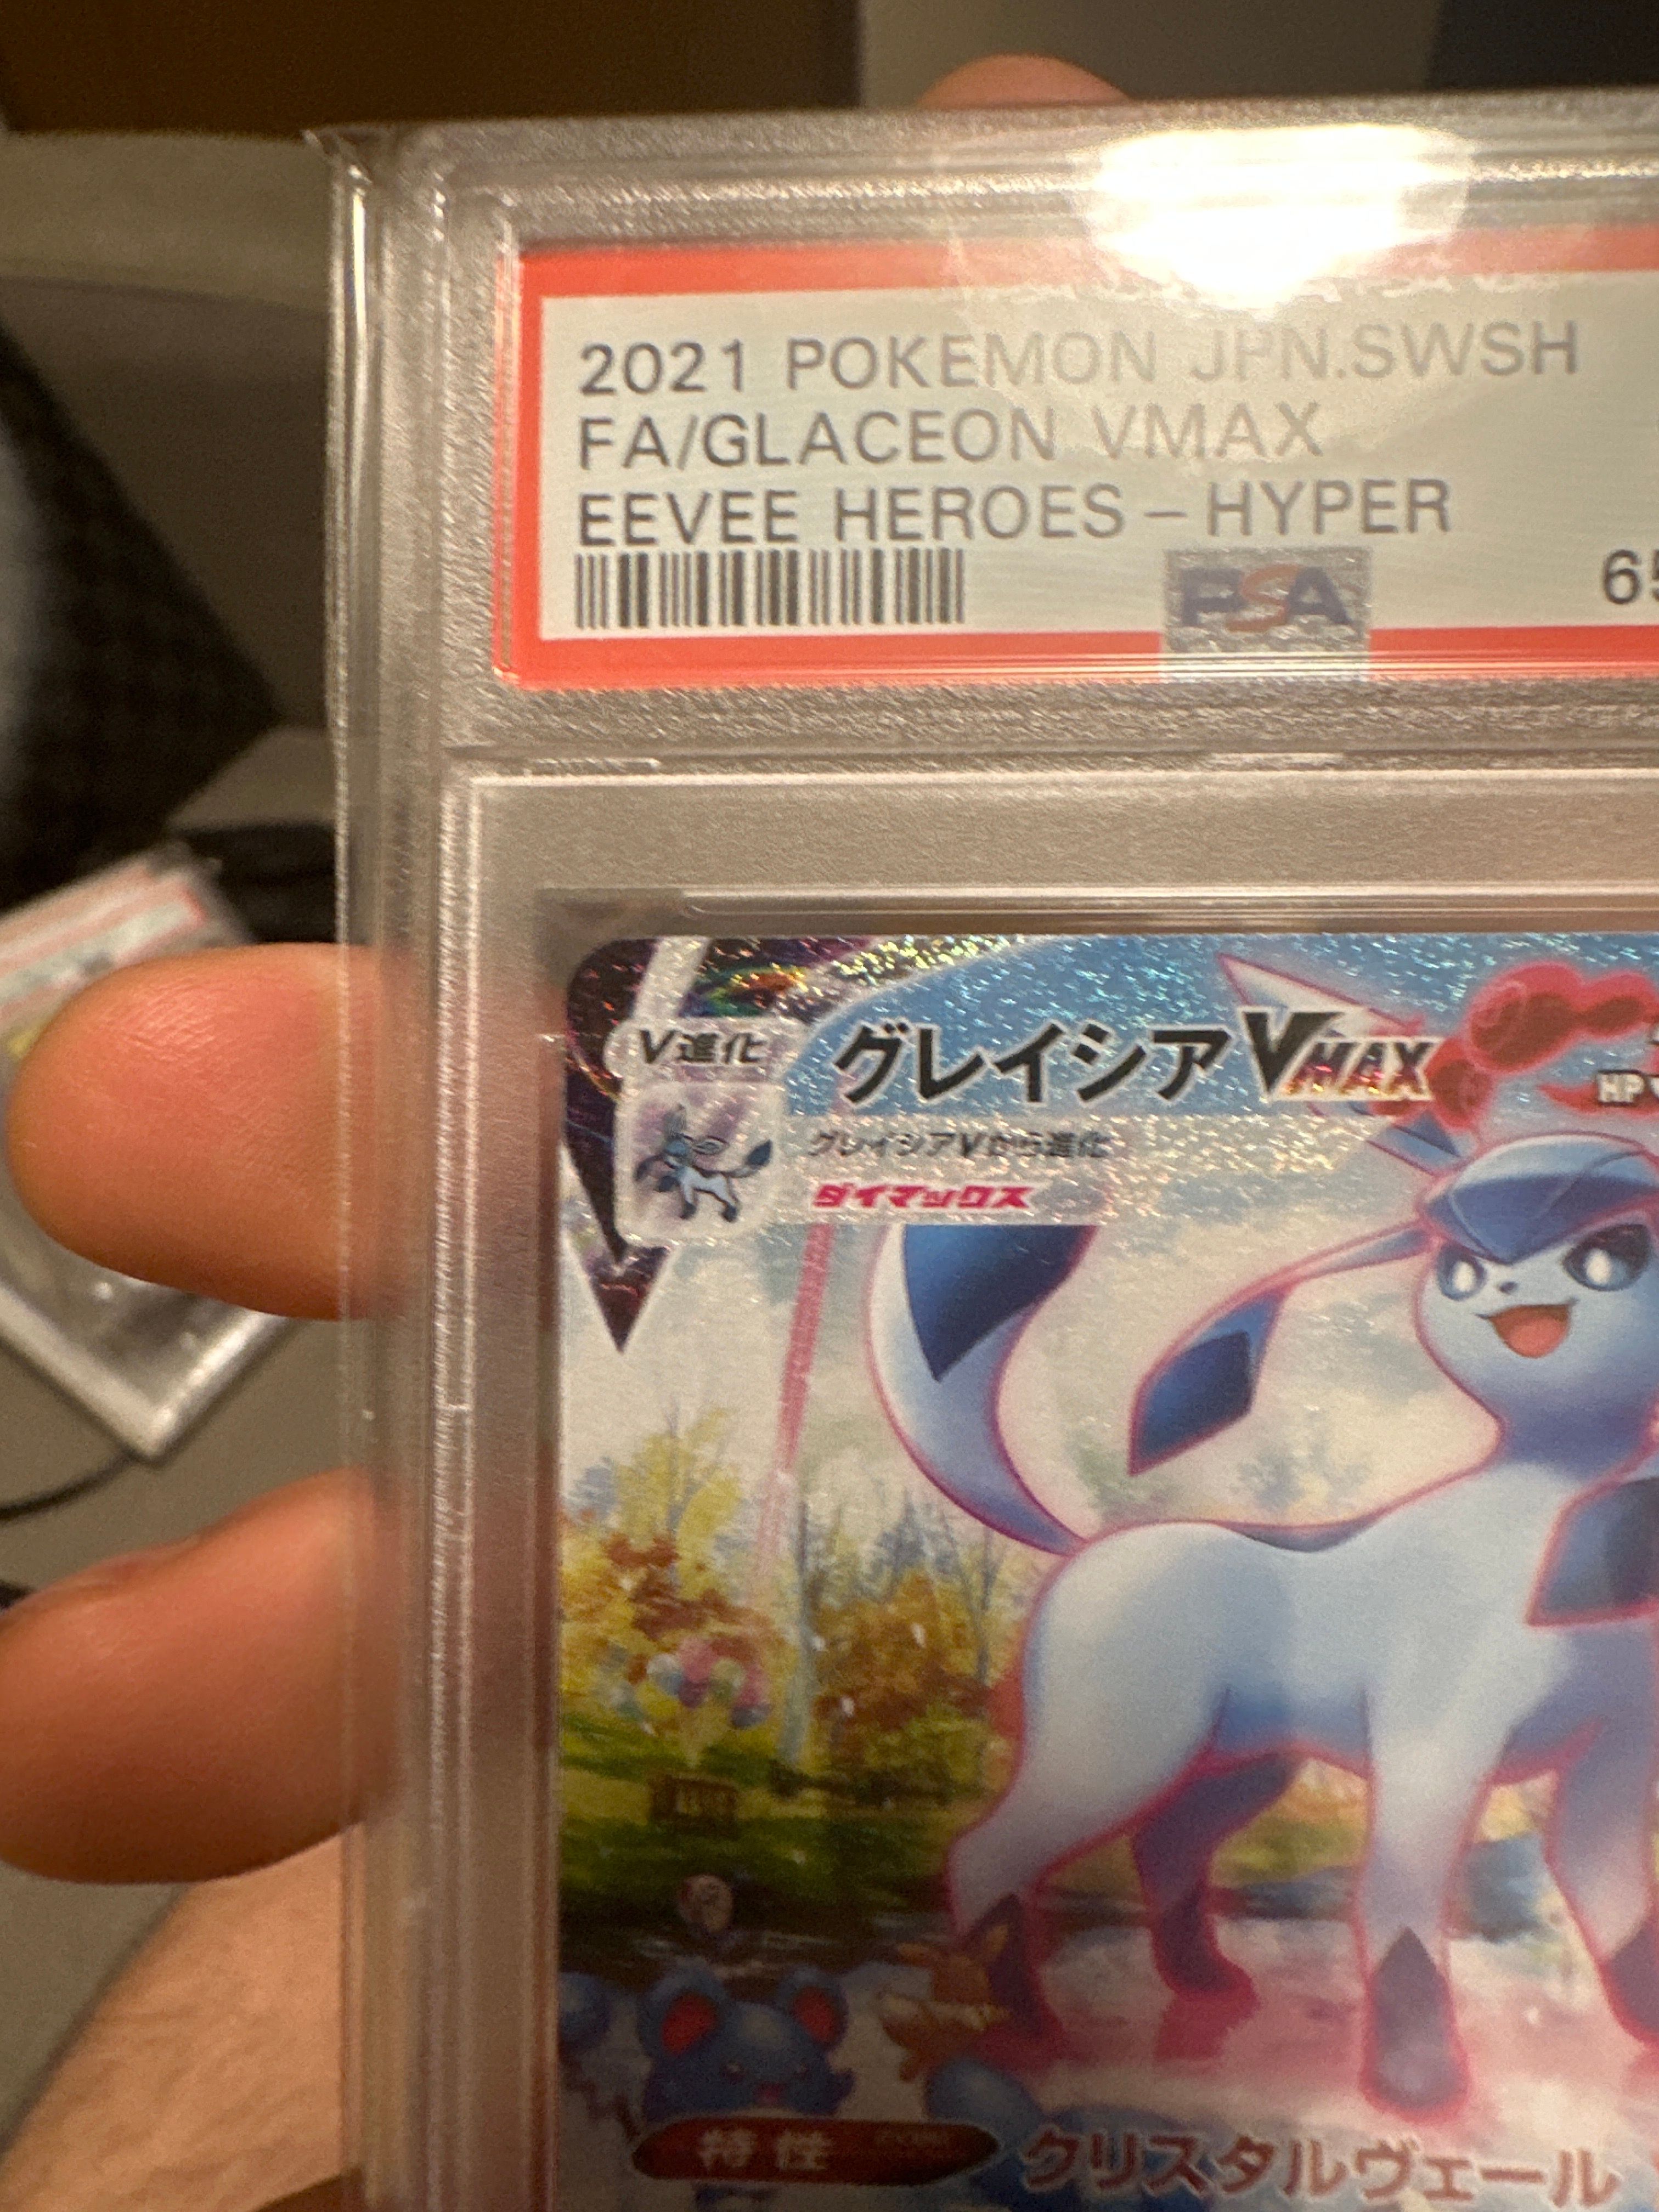 2021 POKEMON JPN.SWSH
FA/GLACEON VMAX
EEVEE HEROES - HYPER
PSA
65
V進化
グレイシアVMAX
HP
グレイシアVから進化
ダイマックス
特性
クリスタルヴェール